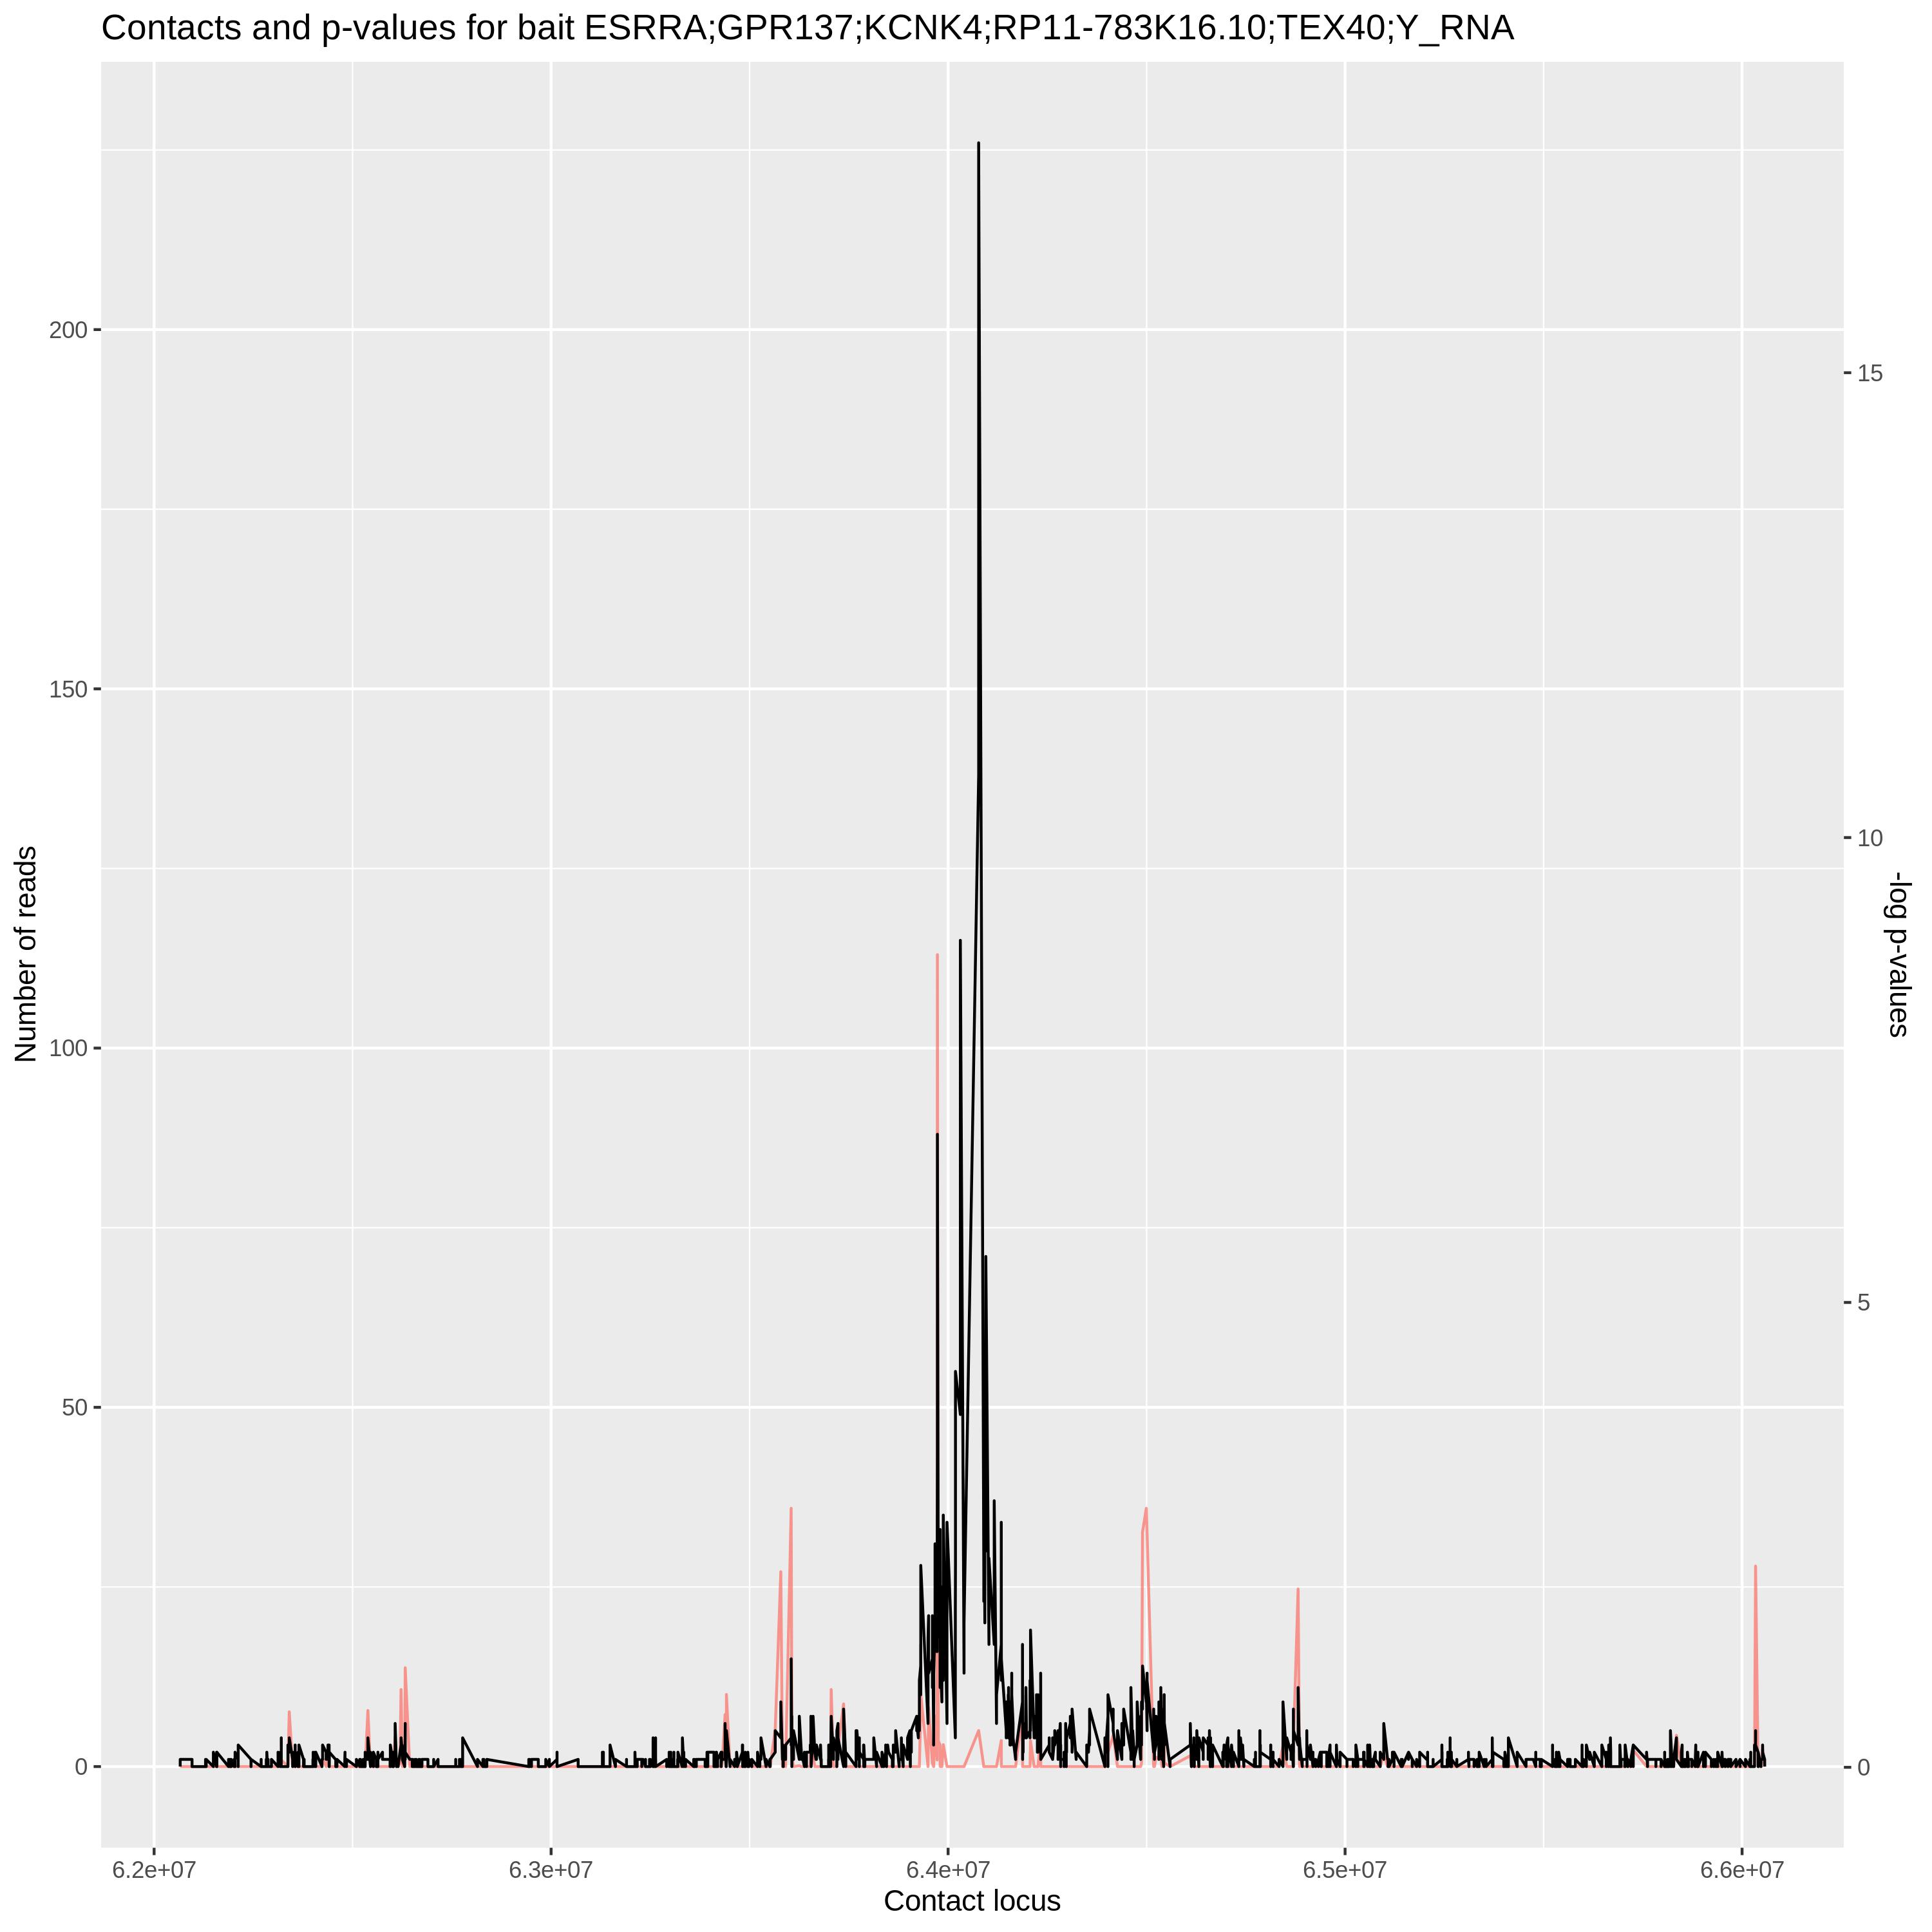 Contacts and p-values for bait ESRRA;GPR137;KCNK4;RP11-783K16.10;TEX40;Y_RNA
Number of reads
200
150
100
50
0
15
10
5
0
-log p-values
6.2e+07 6.3e+07 6.4e+07 6.5e+07 6.6e+07
Contact locus